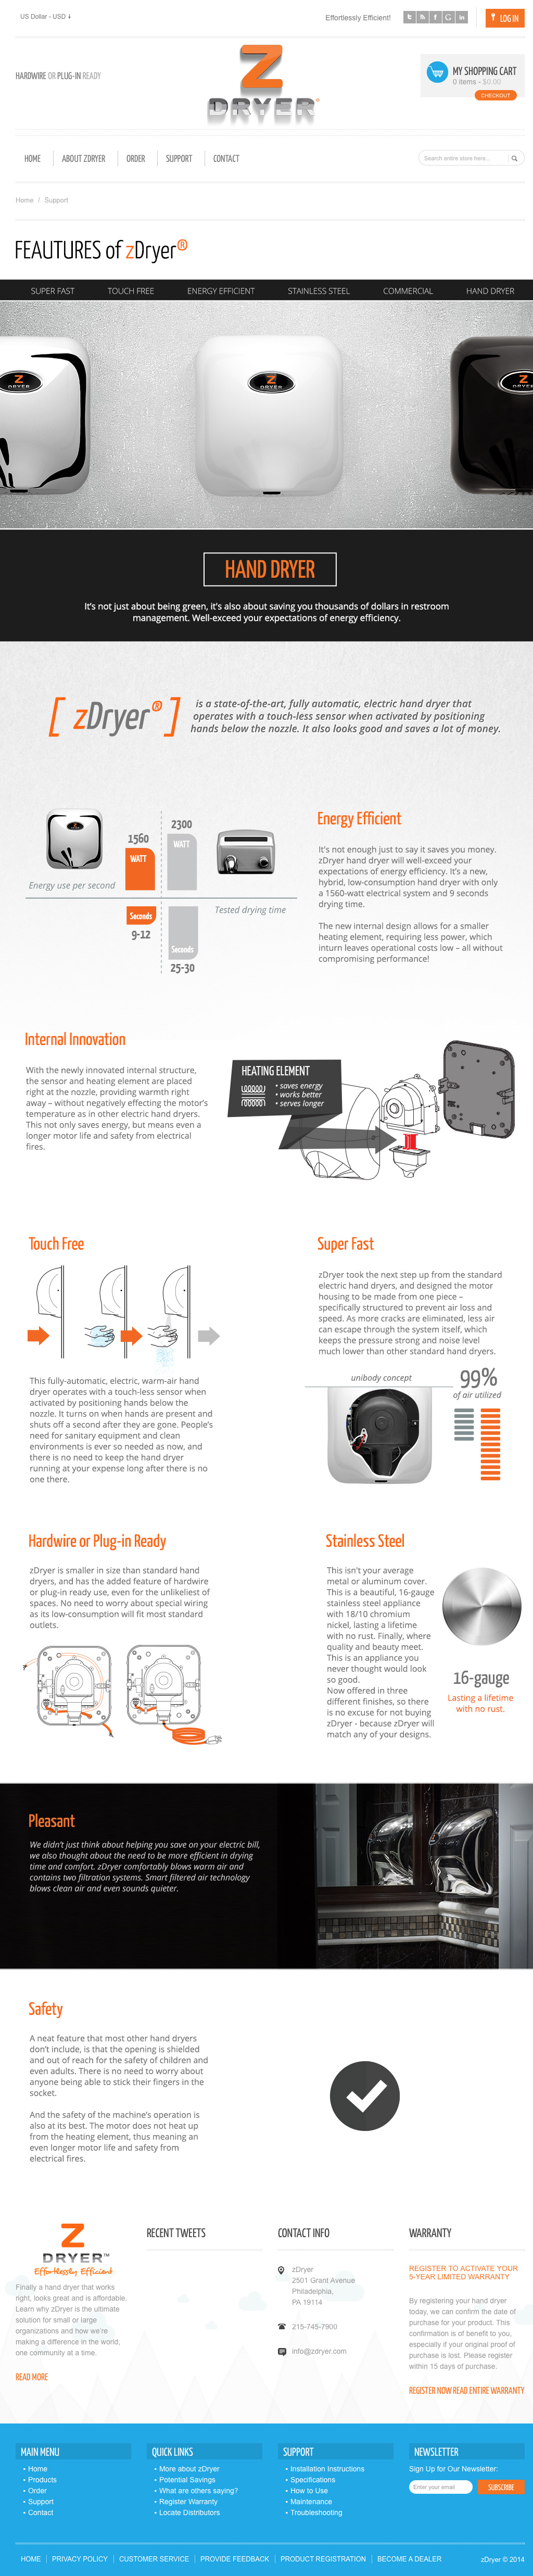 US Dollar - USD
Effortlessly Efficient!
LOG IN
HARDWIRE OR PLUG-IN READY
Z
DRYER®
MY SHOPPING CART
0 items - $0.00
CHECKOUT
HOME
ABOUT ZDRYER
ORDER
SUPPORT
CONTACT
Search entire store here...
Home / Support
FEAUTURES of zDryer®
SUPER FAST
TOUCH FREE
ENERGY EFFICIENT
STAINLESS STEEL
COMMERCIAL
HAND DRYER
Z
DRYER
Z
DRYER
Z
DRYER
HAND DRYER
It's not just about being green, it's also about saving you thousands of dollars in restroom
management. Well-exceed your expectations of energy efficiency.
[ zDryer® ]
is a state-of-the-art, fully automatic, electric hand dryer that
operates with a touch-less sensor when activated by positioning
hands below the nozzle. It also looks good and saves a lot of money.
1560
WATT
2300
WATT
Energy use per second
Tested drying time
Seconds
9-12
Seconds
25-30
Energy Efficient
It's not enough just to say it saves you money.
zDryer hand dryer will well-exceed your
expectations of energy efficiency. It's a new,
hybrid, low-consumption hand dryer with only
a 1560-watt electrical system and 9 seconds
drying time.
The new internal design allows for a smaller
heating element, requiring less power, which
inturn leaves operational costs low – all without
compromising performance!
Internal Innovation
With the newly innovated internal structure,
the sensor and heating element are placed
right at the nozzle, providing warmth right
away – without negatively effecting the motor's
temperature as in other electric hand dryers.
This not only saves energy, but means even a
longer motor life and safety from electrical
fires.
HEATING ELEMENT
• saves energy
• works better
• serves longer
Touch Free
This fully-automatic, electric, warm-air hand
dryer operates with a touch-less sensor when
activated by positioning hands below the
nozzle. It turns on when hands are present and
shuts off a second after they are gone. People's
need for sanitary equipment and clean
environments is ever so needed as now, and
there is no need to keep the hand dryer
running at your expense long after there is no
one there.
Super Fast
zDryer took the next step up from the standard
electric hand dryers, and designed the motor
housing to be made from one piece –
specifically structured to prevent air loss and
speed. As more cracks are eliminated, less air
can escape through the system itself, which
keeps the pressure strong and noise level
much lower than other standard hand dryers.
unibody concept
99%
of air utilized
Hardwire or Plug-in Ready
zDryer is smaller in size than standard hand
dryers, and has the added feature of hardwire
or plug-in ready use, even for the unlikeliest of
spaces. No need to worry about special wiring
as its low-consumption will fit most standard
outlets.
Stainless Steel
This isn't your average
metal or aluminum cover.
This is a beautiful, 16-gauge
stainless steel appliance
with 18/10 chromium
nickel, lasting a lifetime
with no rust. Finally, where
quality and beauty meet.
This is an appliance you
never thought would look
so good.
Now offered in three
different finishes, so there
is no excuse for not buying
zDryer - because zDryer will
match any of your designs.
16-gauge
Lasting a lifetime
with no rust.
Pleasant
We didn't just think about helping you save on your electric bill,
we also thought about the need to be more efficient in drying
time and comfort. zDryer comfortably blows warm air and
contains two filtration systems. Smart filtered air technology
blows clean air and even sounds quieter.
Safety
A neat feature that most other hand dryers
don't include, is that the opening is shielded
and out of reach for the safety of children and
even adults. There is no need to worry about
anyone being able to stick their fingers in the
socket.
And the safety of the machine's operation is
also at its best. The motor does not heat up
from the heating element, thus meaning an
even longer motor life and safety from
electrical fires.
Z
DRYER™
Effortlessly Efficient
Finally a hand dryer that works
right, looks great and is affordable.
Learn why zDryer is the ultimate
solution for small or large
organizations and how we're
making a difference in the world,
one community at a time.
READ MORE
RECENT TWEETS
CONTACT INFO
zDryer
2501 Grant Avenue
Philadelphia,
PA 19114
215-745-7900
info@zdryer.com
WARRANTY
REGISTER TO ACTIVATE YOUR
5-YEAR LIMITED WARRANTY
By registering your hand dryer
today, we can confirm the date of
purchase for your product. This
confirmation is of benefit to you,
especially if your original proof of
purchase is lost. Please register
within 15 days of purchase.
REGISTER NOW READ ENTIRE WARRANTY
MAIN MENU
• Home
• Products
• Order
• Support
• Contact
QUICK LINKS
• More about zDryer
• Potential Savings
• What are others saying?
• Register Warranty
• Locate Distributors
SUPPORT
• Installation Instructions
• Specifications
• How to Use
• Maintenance
• Troubleshooting
NEWSLETTER
Sign Up for Our Newsletter:
Enter your email
SUBSCRIBE
HOME | PRIVACY POLICY | CUSTOMER SERVICE | PROVIDE FEEDBACK | PRODUCT REGISTRATION | BECOME A DEALER
zDryer © 2014